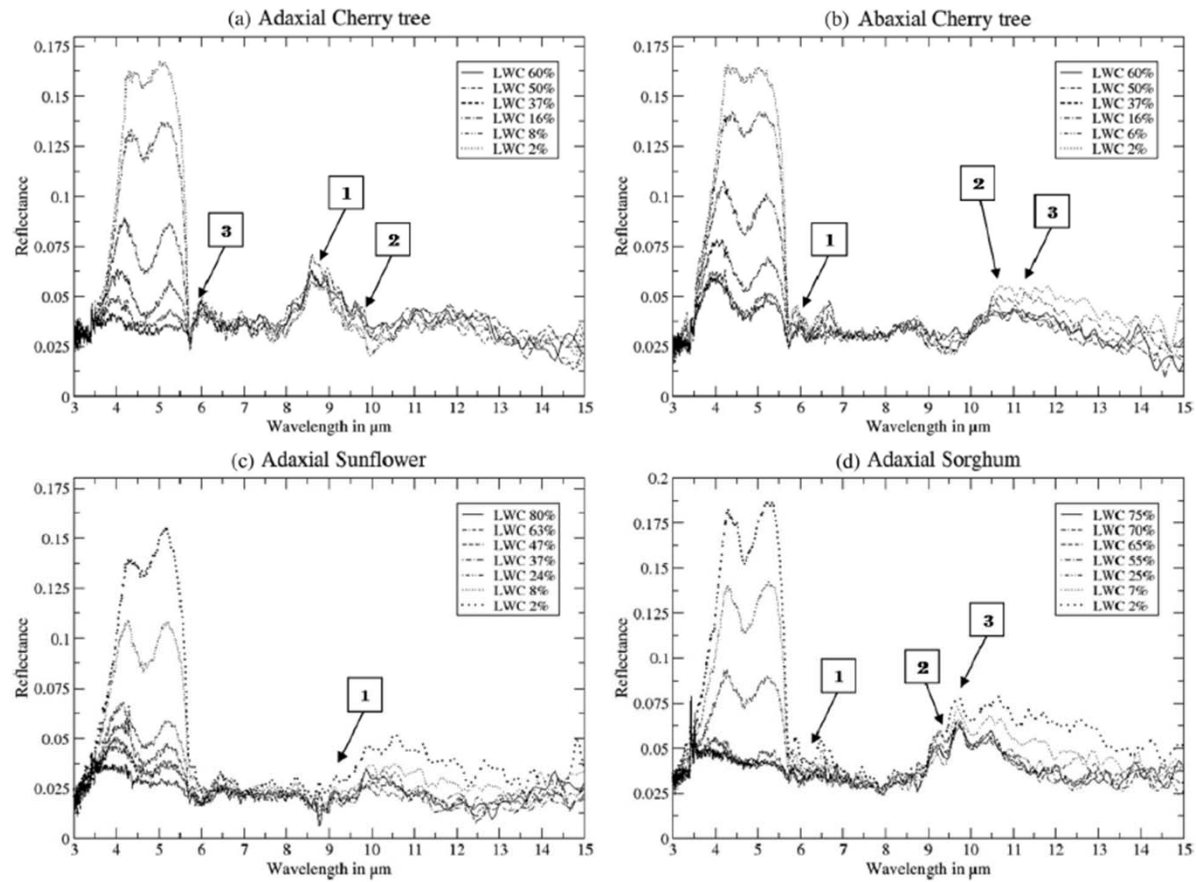 (a) Adaxial Cherry tree
0.175
0.15
0.125
0.1
0.075
0.05
0.025
0
Reflectance
LWC 60%
LWC 50%
LWC 37%
LWC 16%
LWC 8%
LWC 2%
1
2
3
3 4 5 6 7 8 9 10 11 12 13 14 15
Wavelength in µm
(b) Abaxial Cherry tree
0.175
0.15
0.125
0.1
0.075
0.05
0.025
0
Reflectance
LWC 60%
LWC 50%
LWC 37%
LWC 16%
LWC 6%
LWC 2%
2
3
1
3 4 5 6 7 8 9 10 11 12 13 14 15
Wavelength in µm
(c) Adaxial Sunflower
0.175
0.15
0.125
0.1
0.075
0.05
0.025
0
Reflectance
LWC 80%
LWC 63%
LWC 47%
LWC 37%
LWC 24%
LWC 8%
LWC 2%
1
3 4 5 6 7 8 9 10 11 12 13 14 15
Wavelength in µm
(d) Adaxial Sorghum
0.2
0.175
0.15
0.125
0.1
0.075
0.05
0.025
0
Reflectance
LWC 75%
LWC 70%
LWC 65%
LWC 55%
LWC 25%
LWC 7%
LWC 2%
3
2
1
3 4 5 6 7 8 9 10 11 12 13 14 15
Wavelength in µm